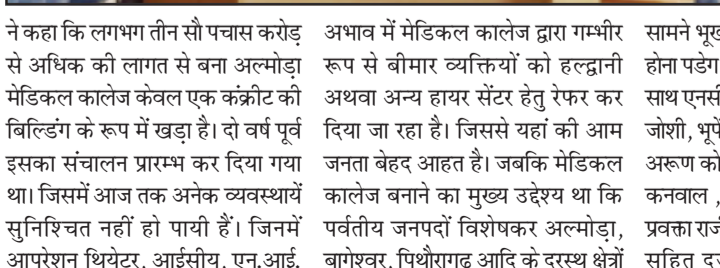 ने कहा कि लगभग तीन सौ पचास करोड़
से अधिक की लागत से बना अल्मोड़ा
मेडिकल कालेज केवल एक कंक्रीट की
बिल्डिंग के रूप में खड़ा है। दो वर्ष पूर्व
इसका संचालन प्रारम्भ कर दिया गया
था। जिसमें आज तक अनेक व्यवस्थायें
सुनिश्चित नहीं हो पायी हैं। जिनमें
आपरेशन थियेटर, आईसीयू, एन.आई.
अभाव में मेडिकल कालेज द्वारा गम्भीर
रूप से बीमार व्यक्तियों को हल्द्वानी
अथवा अन्य हायर सेंटर हेतु रेफर कर
दिया जा रहा है। जिससे यहां की आम
जनता बेहद आहत है। जबकि मेडिकल
कालेज बनाने का मुख्य उद्देश्य था कि
पर्वतीय जनपदों विशेषकर अल्मोड़ा,
बागेश्वर, पिथौरागढ़ आदि के दूरस्थ क्षेत्रों
सामने
होना
साथ
जोशी,
अरूण को
कनवाल ,
प्रवक्ता
सहित